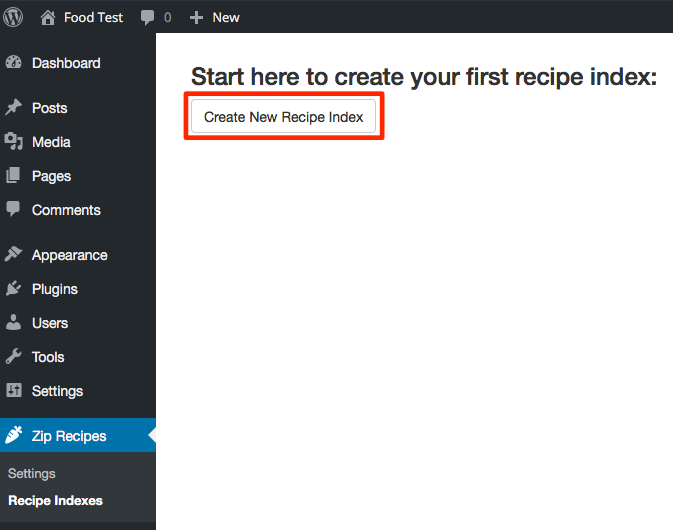 Food Test 0 New
Dashboard
Posts
Media
Pages
Comments
Appearance
Plugins
Users
Tools
Settings
Zip Recipes
Settings
Recipe Indexes
Start here to create your first recipe index:
Create New Recipe Index